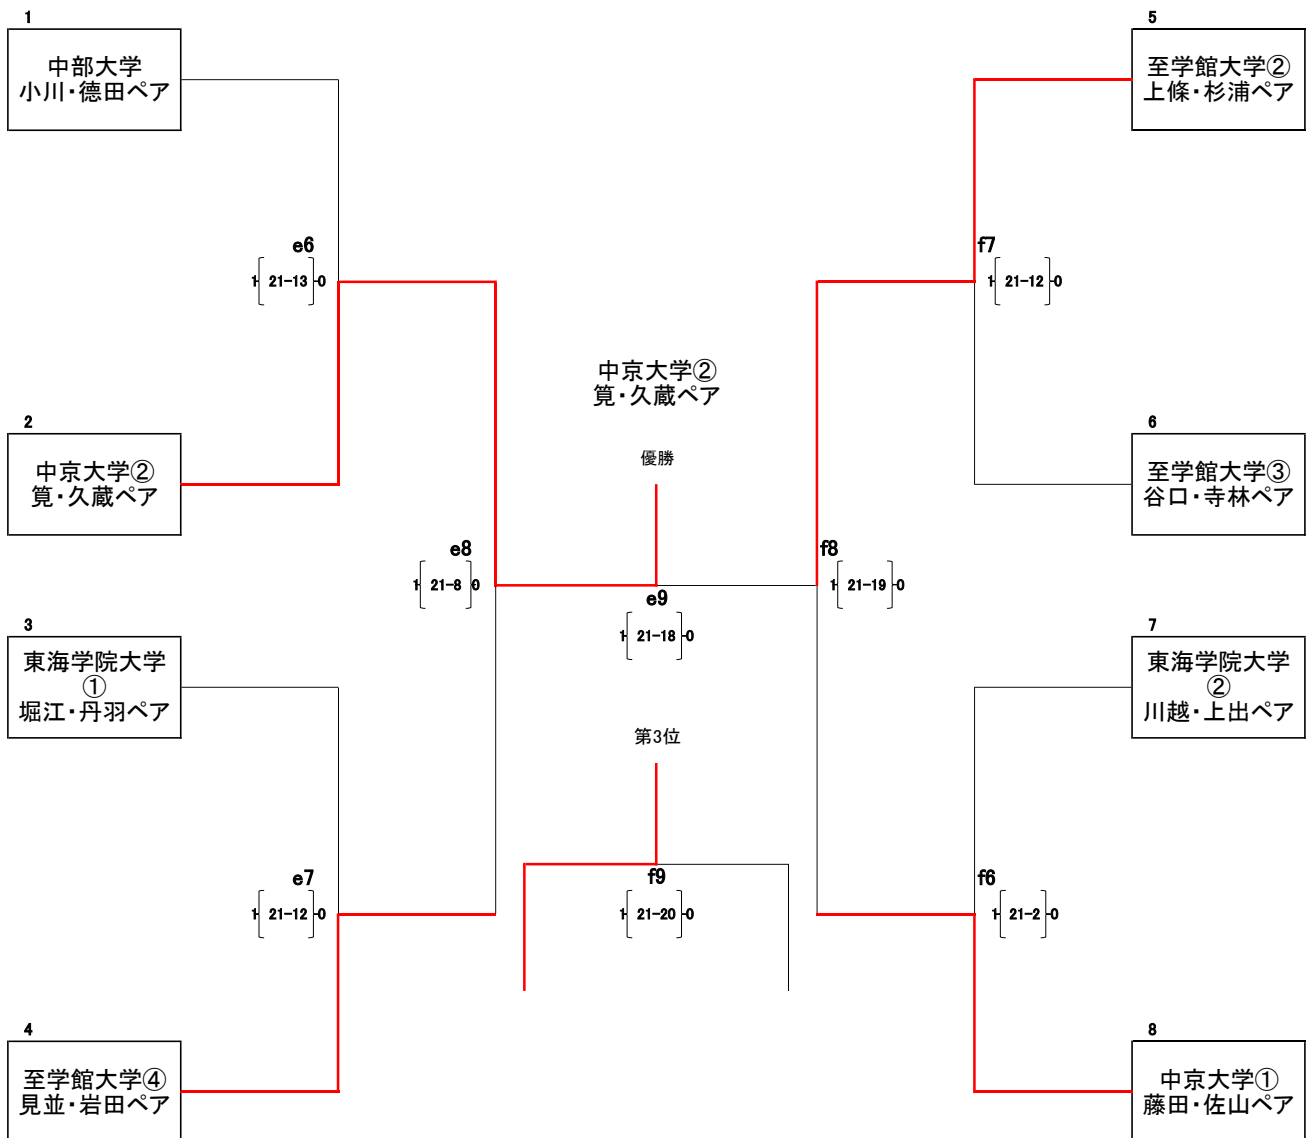 1
中部大学
小川・德田ペア
5
至学館大学②
上條・杉浦ペア
e6
1 21-13 0
f7
1 21-12 0
中京大学②
筧・久蔵ペア
優勝
2
中京大学②
筧・久蔵ペア
6
至学館大学③
谷口・寺林ペア
e8
1 21-8 0
f8
1 21-19 0
e9
1 21-18 0
3
東海学院大学
①
堀江・丹羽ペア
7
東海学院大学
②
川越・上出ペア
第3位
e7
1 21-12 0
f9
1 21-20 0
f6
1 21-2 0
4
至学館大学④
見並・岩田ペア
8
中京大学①
藤田・佐山ペア